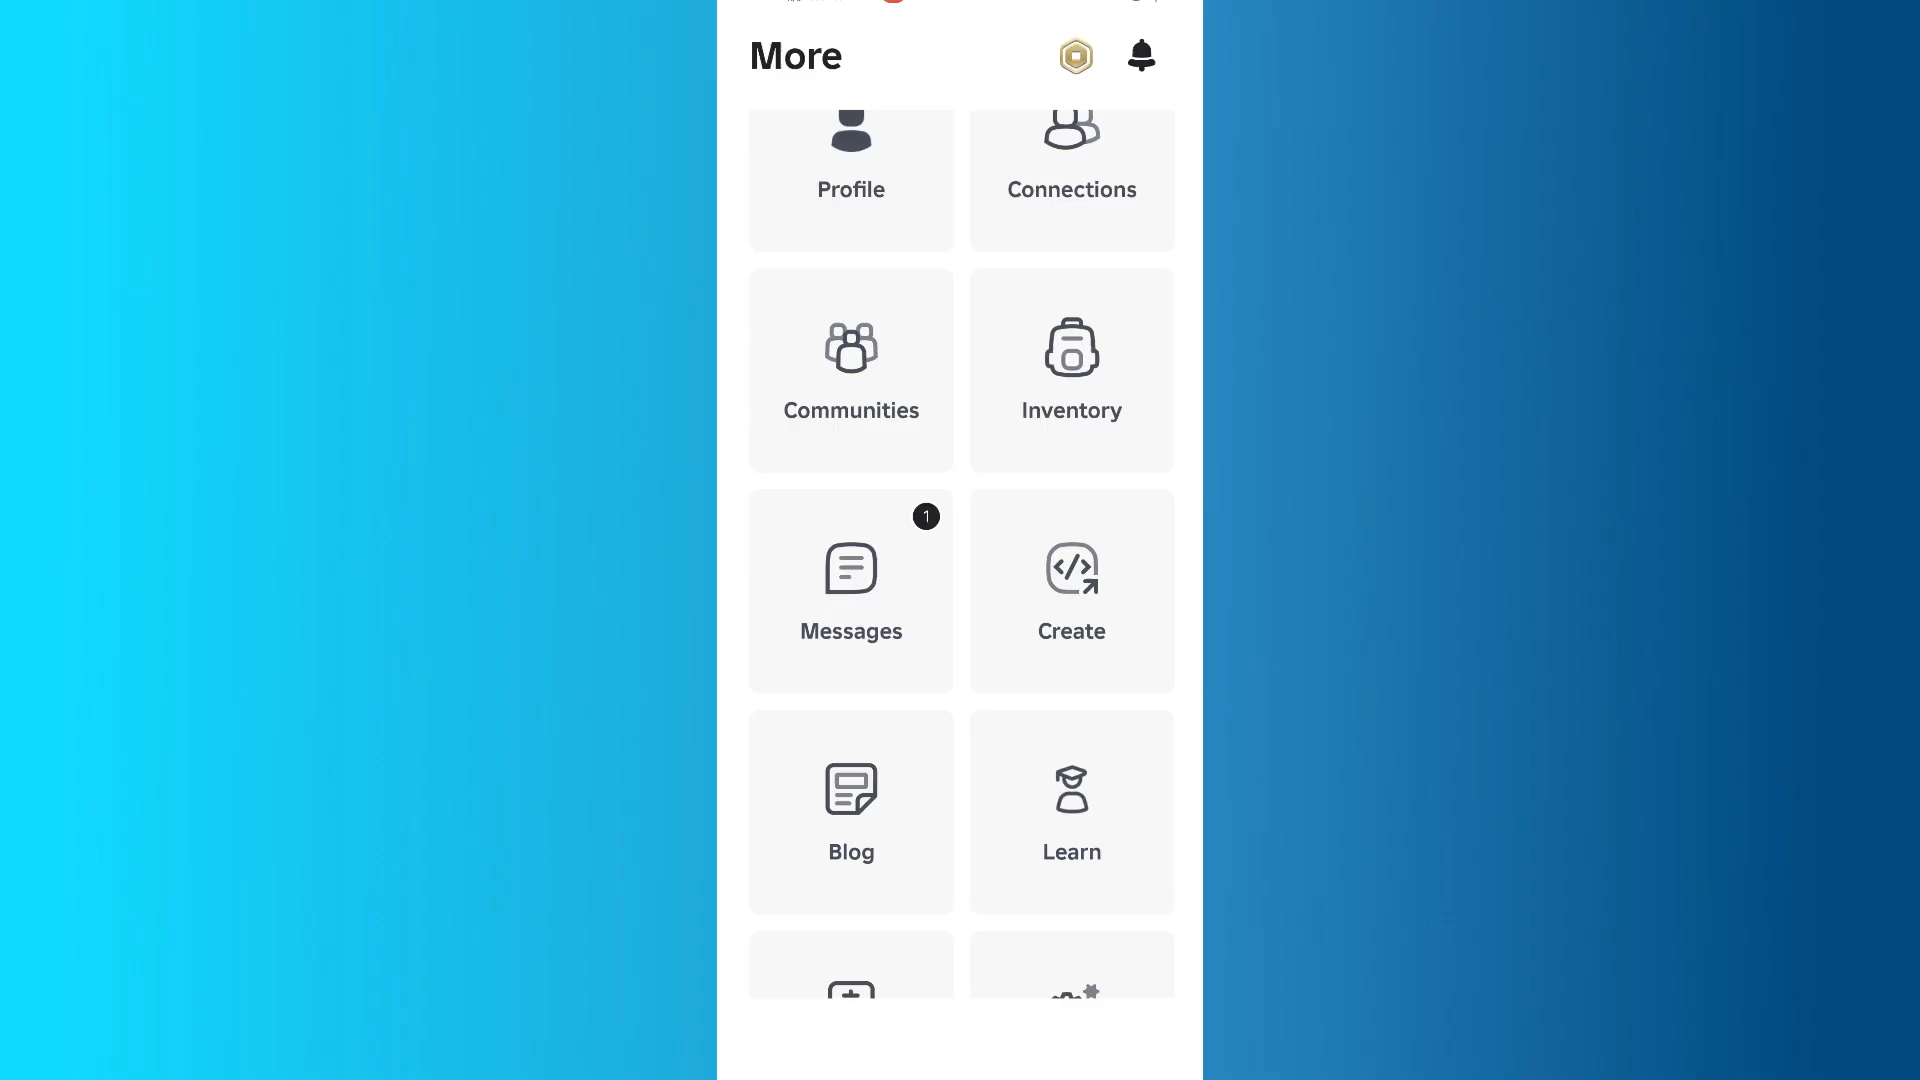 More
Profile
Connections
Communities
Inventory
1
Messages
Create
Blog
Learn